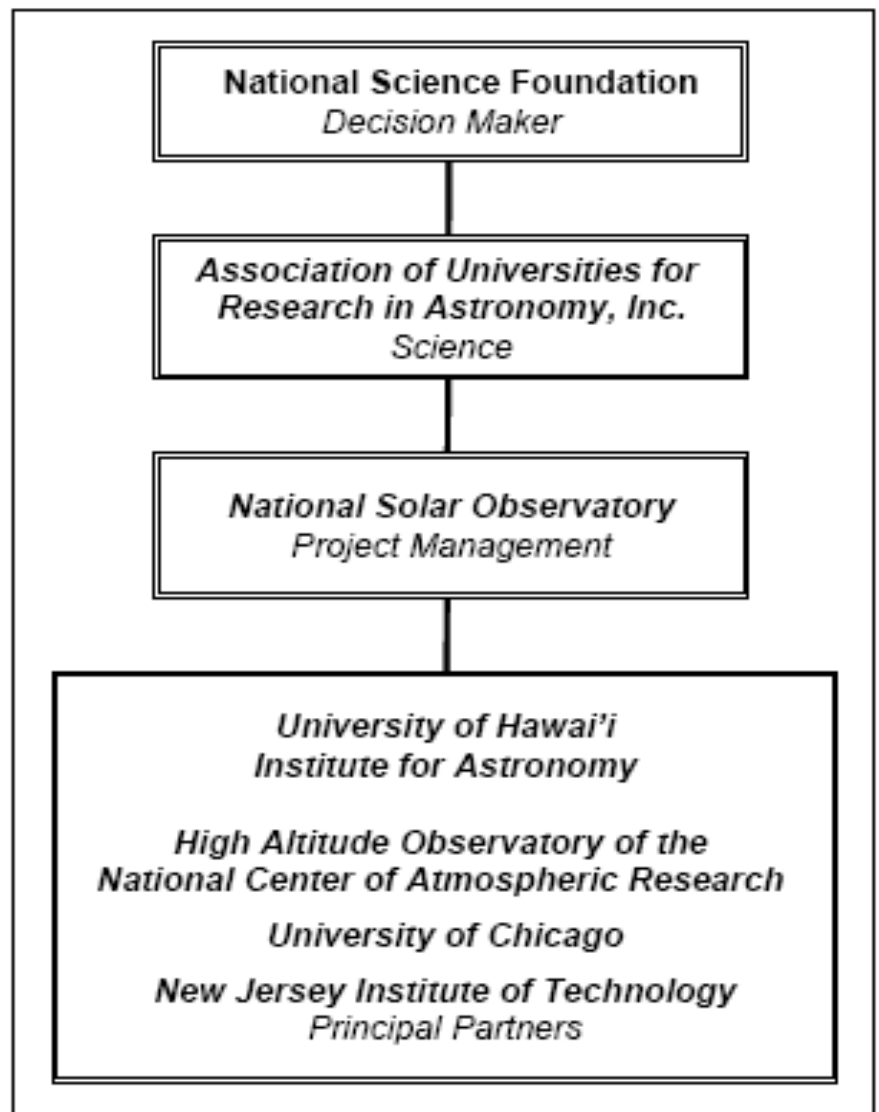 National Science Foundation
Decision Maker
Association of Universities for
Research in Astronomy, Inc.
Science
National Solar Observatory
Project Management
University of Hawai’i
Institute for Astronomy
High Altitude Observatory of the
National Center of Atmospheric Research
University of Chicago
New Jersey Institute of Technology
Principal Partners